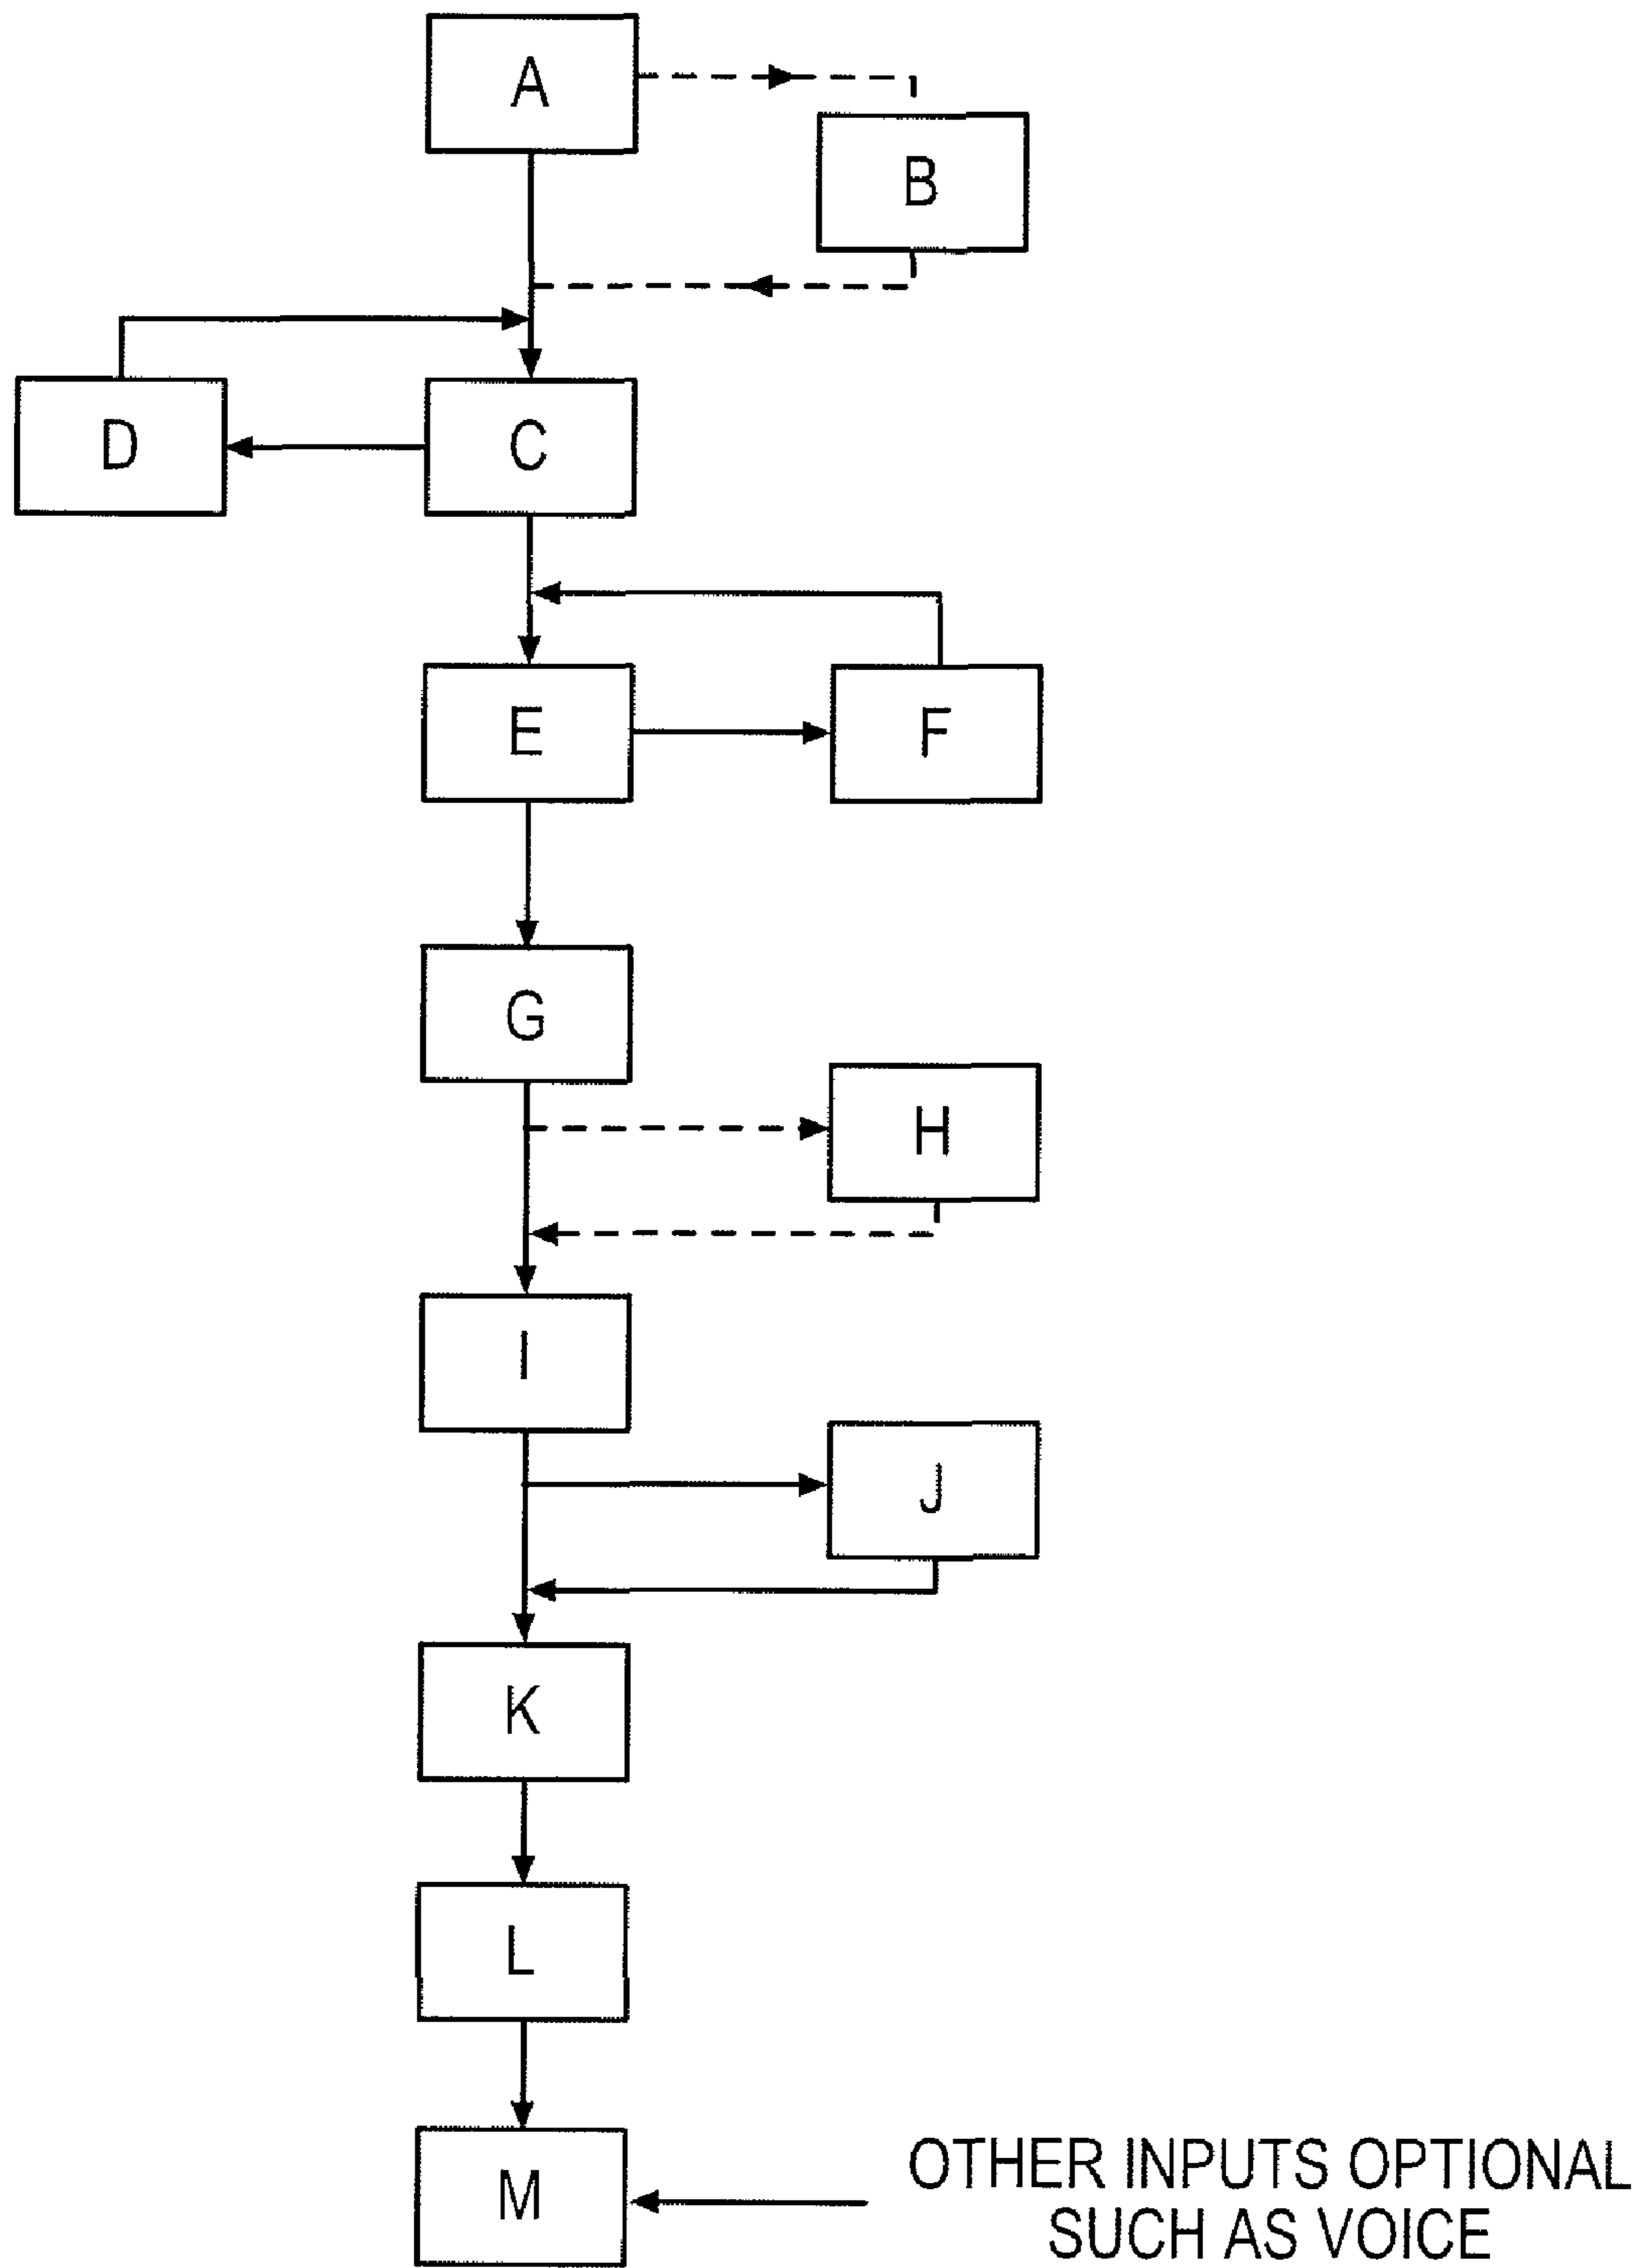 A
B
D
C
E
F
G
H
I
J
K
L
M
OTHER INPUTS OPTIONAL
SUCH AS VOICE